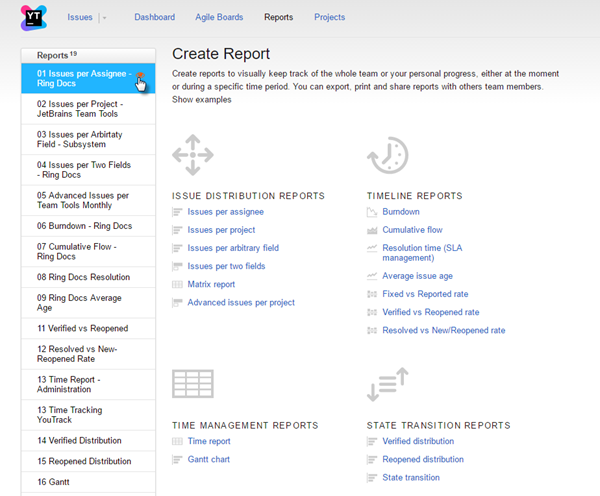 YT
Issues
Dashboard
Agile Boards
Reports
Projects
Reports 19
01 Issues per Assignee -
Ring Docs
02 Issues per Project -
JetBrains Team Tools
03 Issues per Arbirtaty
Field - Subsystem
04 Issues per Two Fields
- Ring Docs
05 Advanced Issues per
Team Tools Monthly
06 Burndown - Ring Docs
07 Cumulative Flow -
Ring Docs
08 Ring Docs Resolution
09 Ring Docs Average
Age
11 Verified vs Reopened
12 Resolved vs New-
Reopened Rate
13 Time Report -
Administration
13 Time Tracking
YouTrack
14 Verified Distribution
15 Reopened Distribution
16 Gantt
Create Report
Create reports to visually keep track of the whole team or your personal progress, either at the moment
or during a specific time period. You can export, print and share reports with others team members.
Show examples
ISSUE DISTRIBUTION REPORTS
Issues per assignee
Issues per project
Issues per arbitrary field
Issues per two fields
Matrix report
Advanced issues per project
TIMELINE REPORTS
Burndown
Cumulative flow
Resolution time (SLA
management)
Average issue age
Fixed vs Reported rate
Verified vs Reopened rate
Resolved vs New/Reopened rate
TIME MANAGEMENT REPORTS
Time report
Gantt chart
STATE TRANSITION REPORTS
Verified distribution
Reopened distribution
State transition